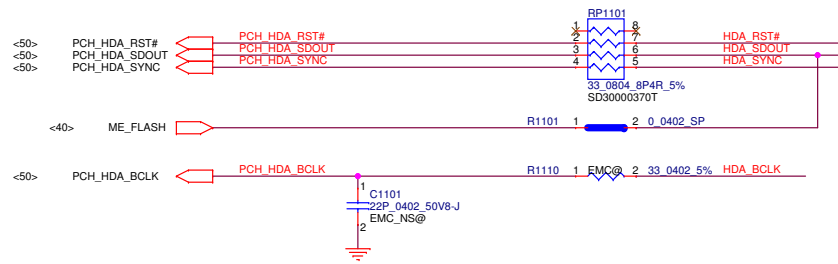 RP1101
1 8
<50> PCH_HDA_RST# PCH_HDA_RST# 2 7 HDA_RST#
<50> PCH_HDA_SDOUT PCH_HDA_SDOUT 3 6 HDA_SDOUT
<50> PCH_HDA_SYNC PCH_HDA_SYNC 4 5 HDA_SYNC
33_0804_8P4R_5%
SD30000370T
<40> ME_FLASH R1101 1 2 0_0402_SP
<50> PCH_HDA_BCLK PCH_HDA_BCLK R1110 1 EMC@ 2 33_0402_5% HDA_BCLK
1
C1101
22P_0402_50V8-J
EMC_NS@
2